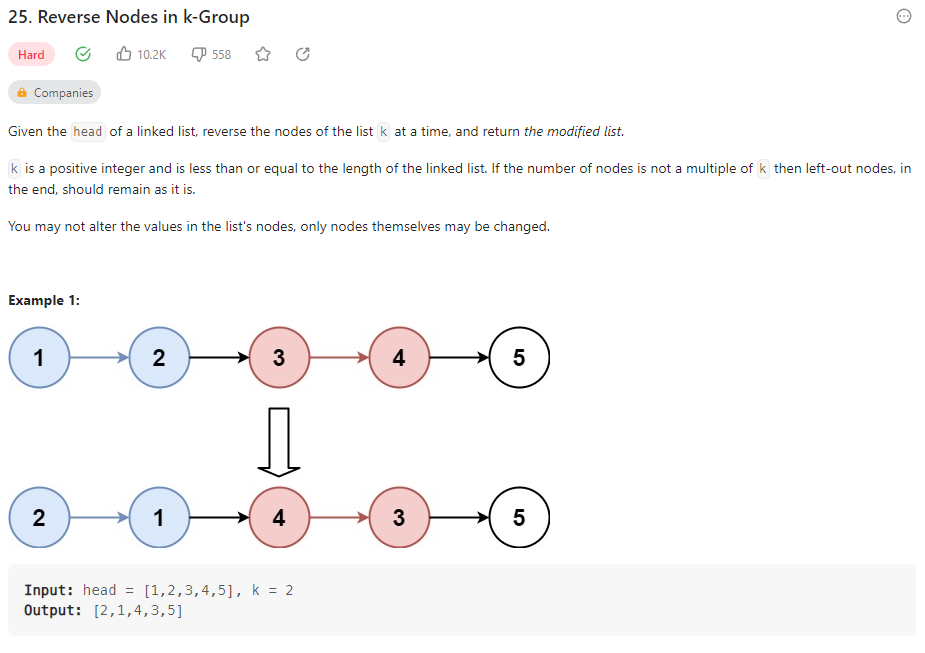 25. Reverse Nodes in k-Group
Hard 10.2K 558
Companies
Given the head of a linked list, reverse the nodes of the list k at a time, and return the modified list.
k is a positive integer and is less than or equal to the length of the linked list. If the number of nodes is not a multiple of k then left-out nodes, in
the end, should remain as it is.
You may not alter the values in the list's nodes, only nodes themselves may be changed.
Example 1:
1 2 3 4 5
2 1 4 3 5
Input: head = [1,2,3,4,5], k = 2
Output: [2,1,4,3,5]